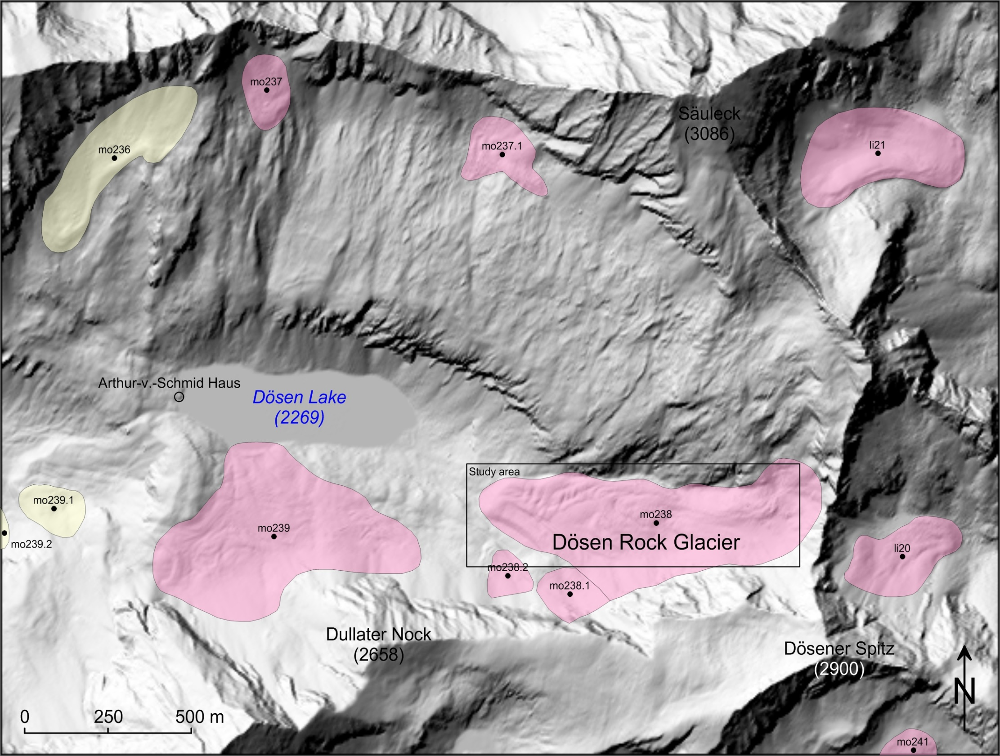 mo237
Säuleck
(3086)
mo236
mo237.1
li21
Arthur-v.-Schmid Haus
Dösen Lake
(2269)
Study area
mo239.1
mo238
mo239
Dösen Rock Glacier
mo239.2
li20
mo238.2
mo238.1
Dullater Nock
(2658)
Dösener Spitz
(2900)
N
0 250 500 m
mo241